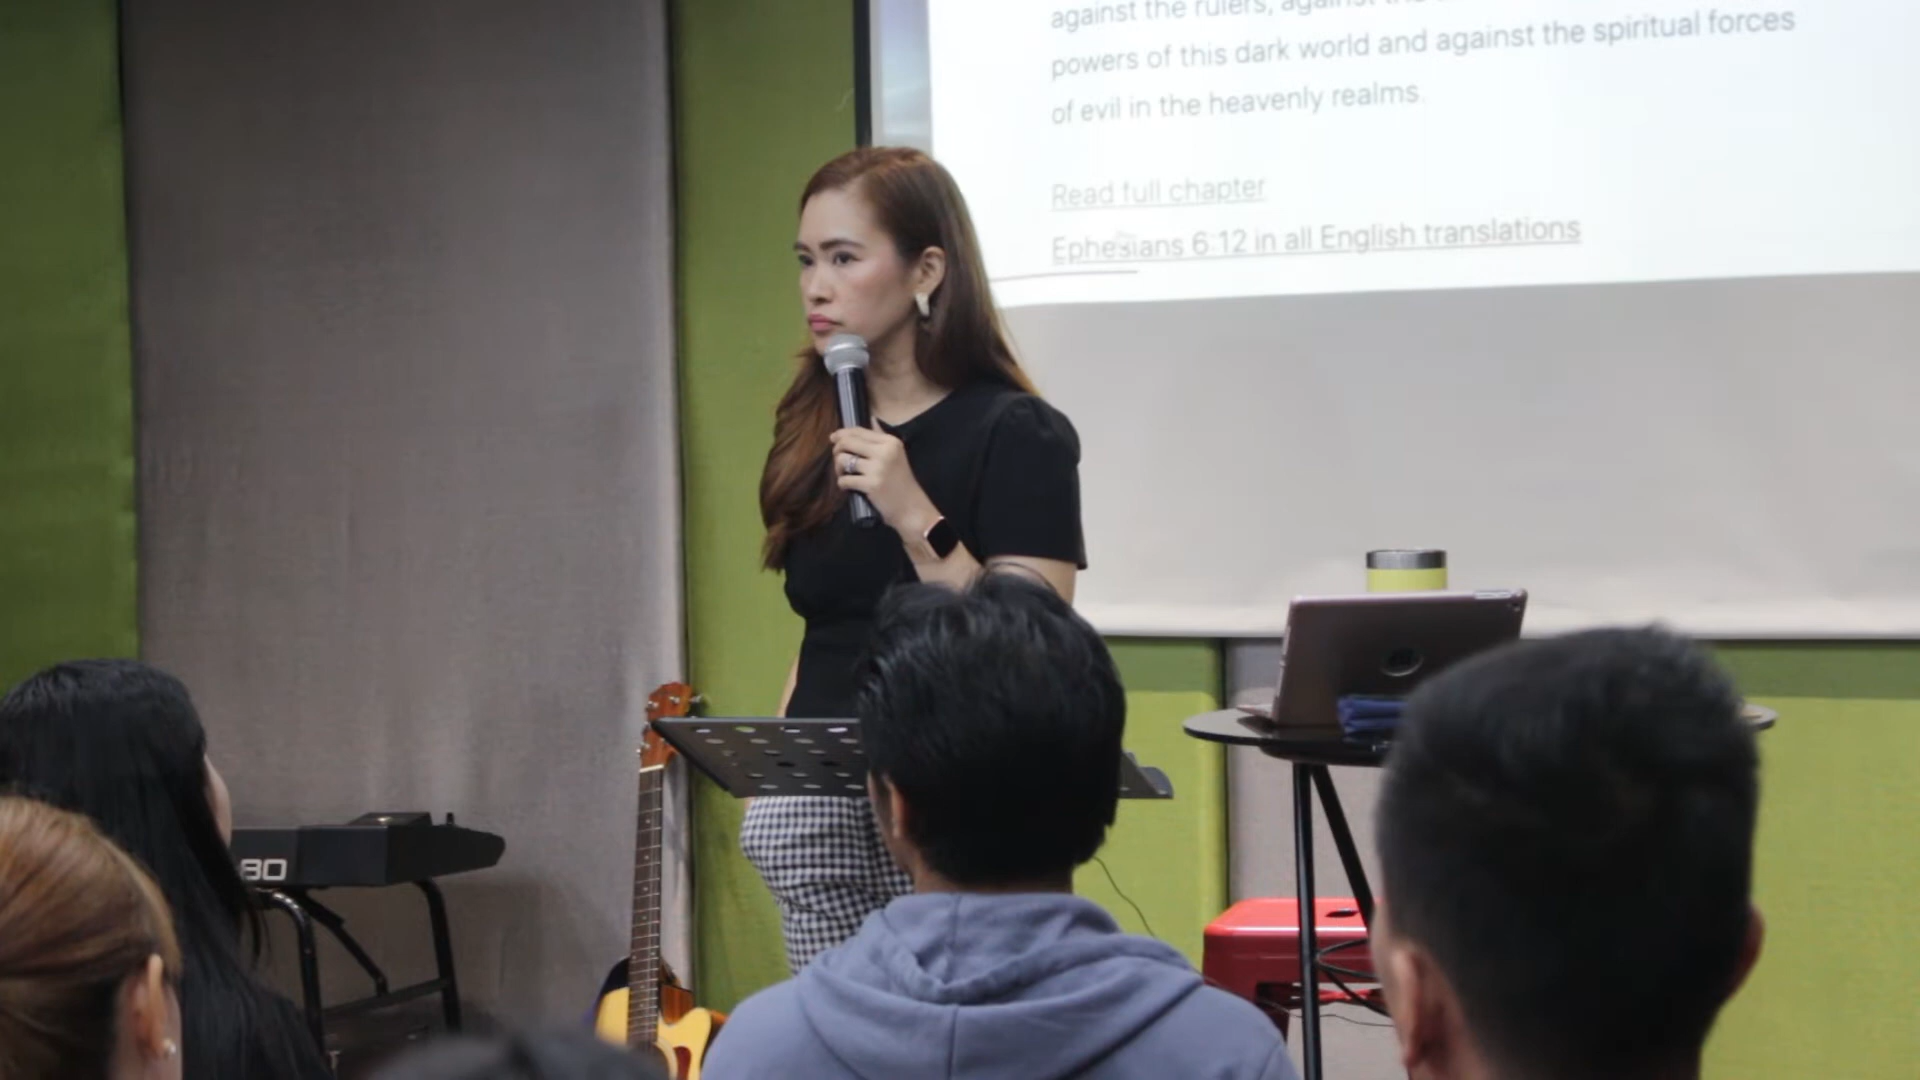 against the rulers, against the
powers of this dark world and against the spiritual forces
of evil in the heavenly realms.
Read full chapter
Ephesians 6:12 in all English translations
80